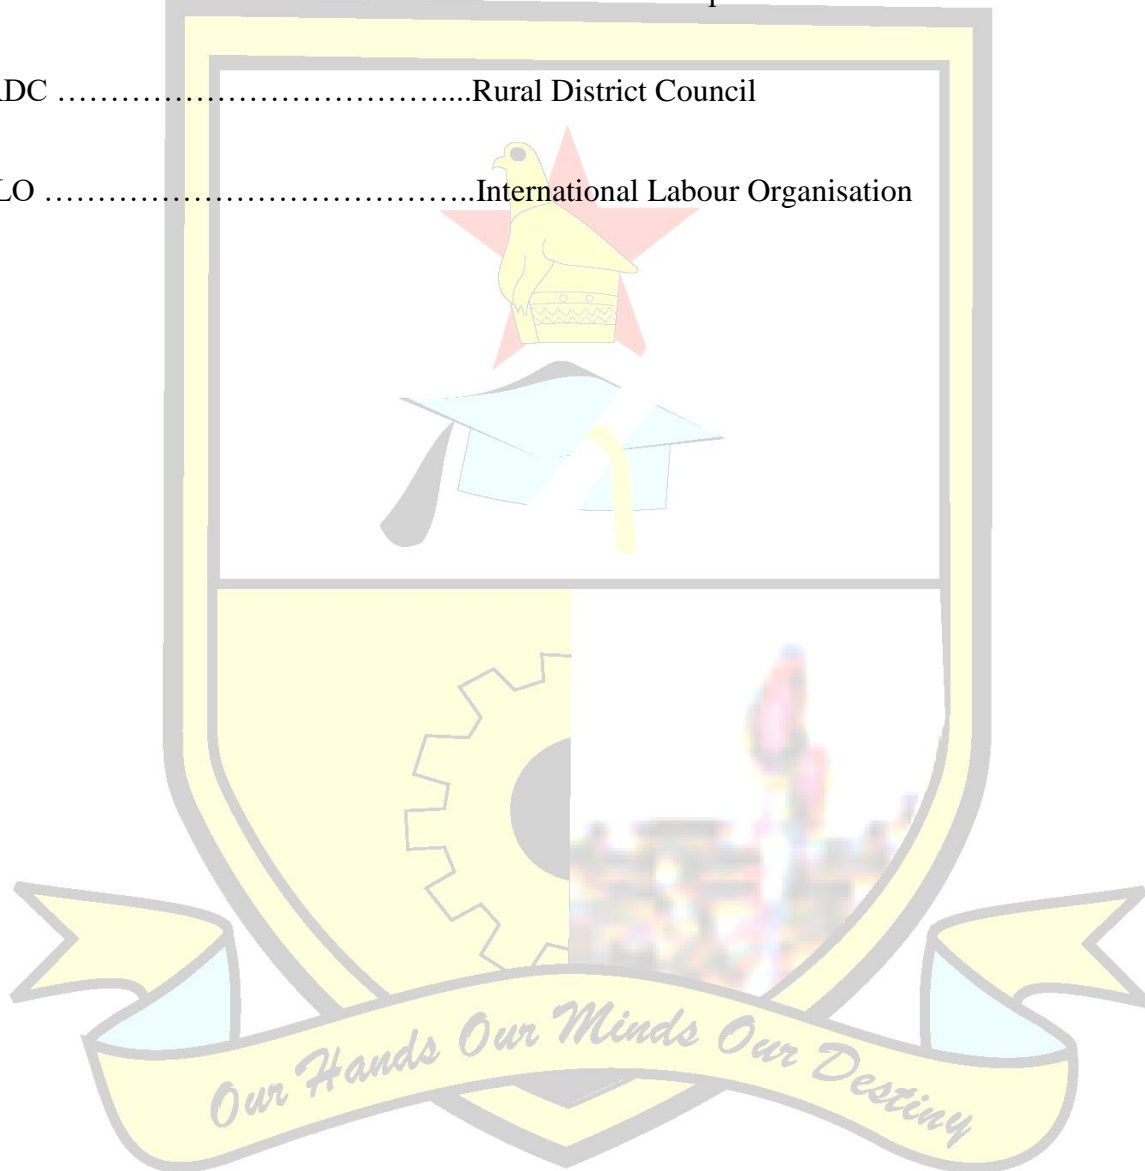 DC …………………………………....Rural District Council
LO …………………………………..International Labour Organisation
Our Hands Our Minds Our Destiny